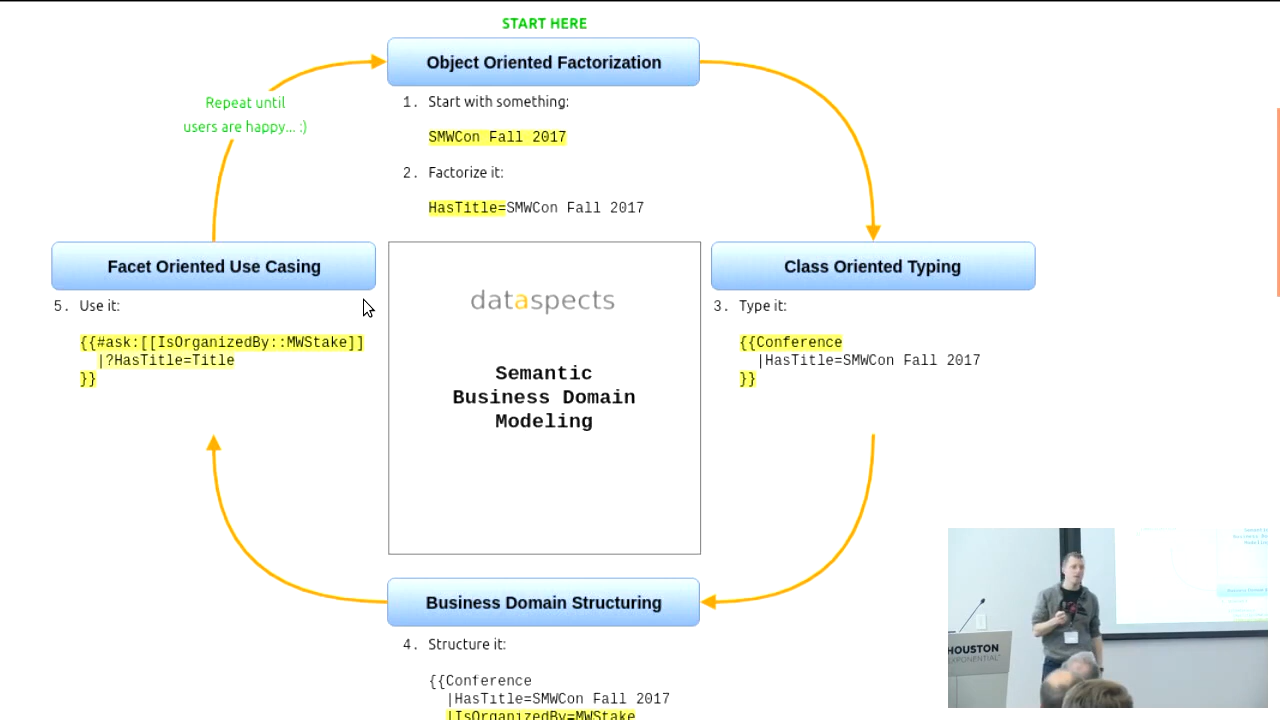 START HERE
Object Oriented Factorization
Repeat until
users are happy... :)
1. Start with something:
SMWCon Fall 2017
2. Factorize it:
HasTitle=SMWCon Fall 2017
Facet Oriented Use Casing
5. Use it:
{{#ask:[[IsOrganizedBy::MWStake]]
|?HasTitle=Title
}}
dataspects
Semantic
Business Domain
Modeling
Class Oriented Typing
3. Type it:
{{Conference
|HasTitle=SMWCon Fall 2017
}}
Business Domain Structuring
4. Structure it:
{{Conference
|HasTitle=SMWCon Fall 2017
|IsOrganizedBy=MWStake
HOUSTON
EXPONENTIAL